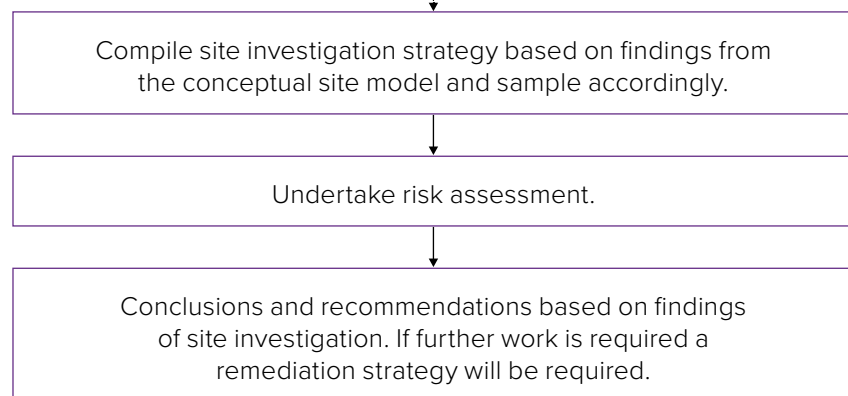 Compile site investigation strategy based on findings from
the conceptual site model and sample accordingly.
Undertake risk assessment.
Conclusions and recommendations based on findings
of site investigation. If further work is required a
remediation strategy will be required.